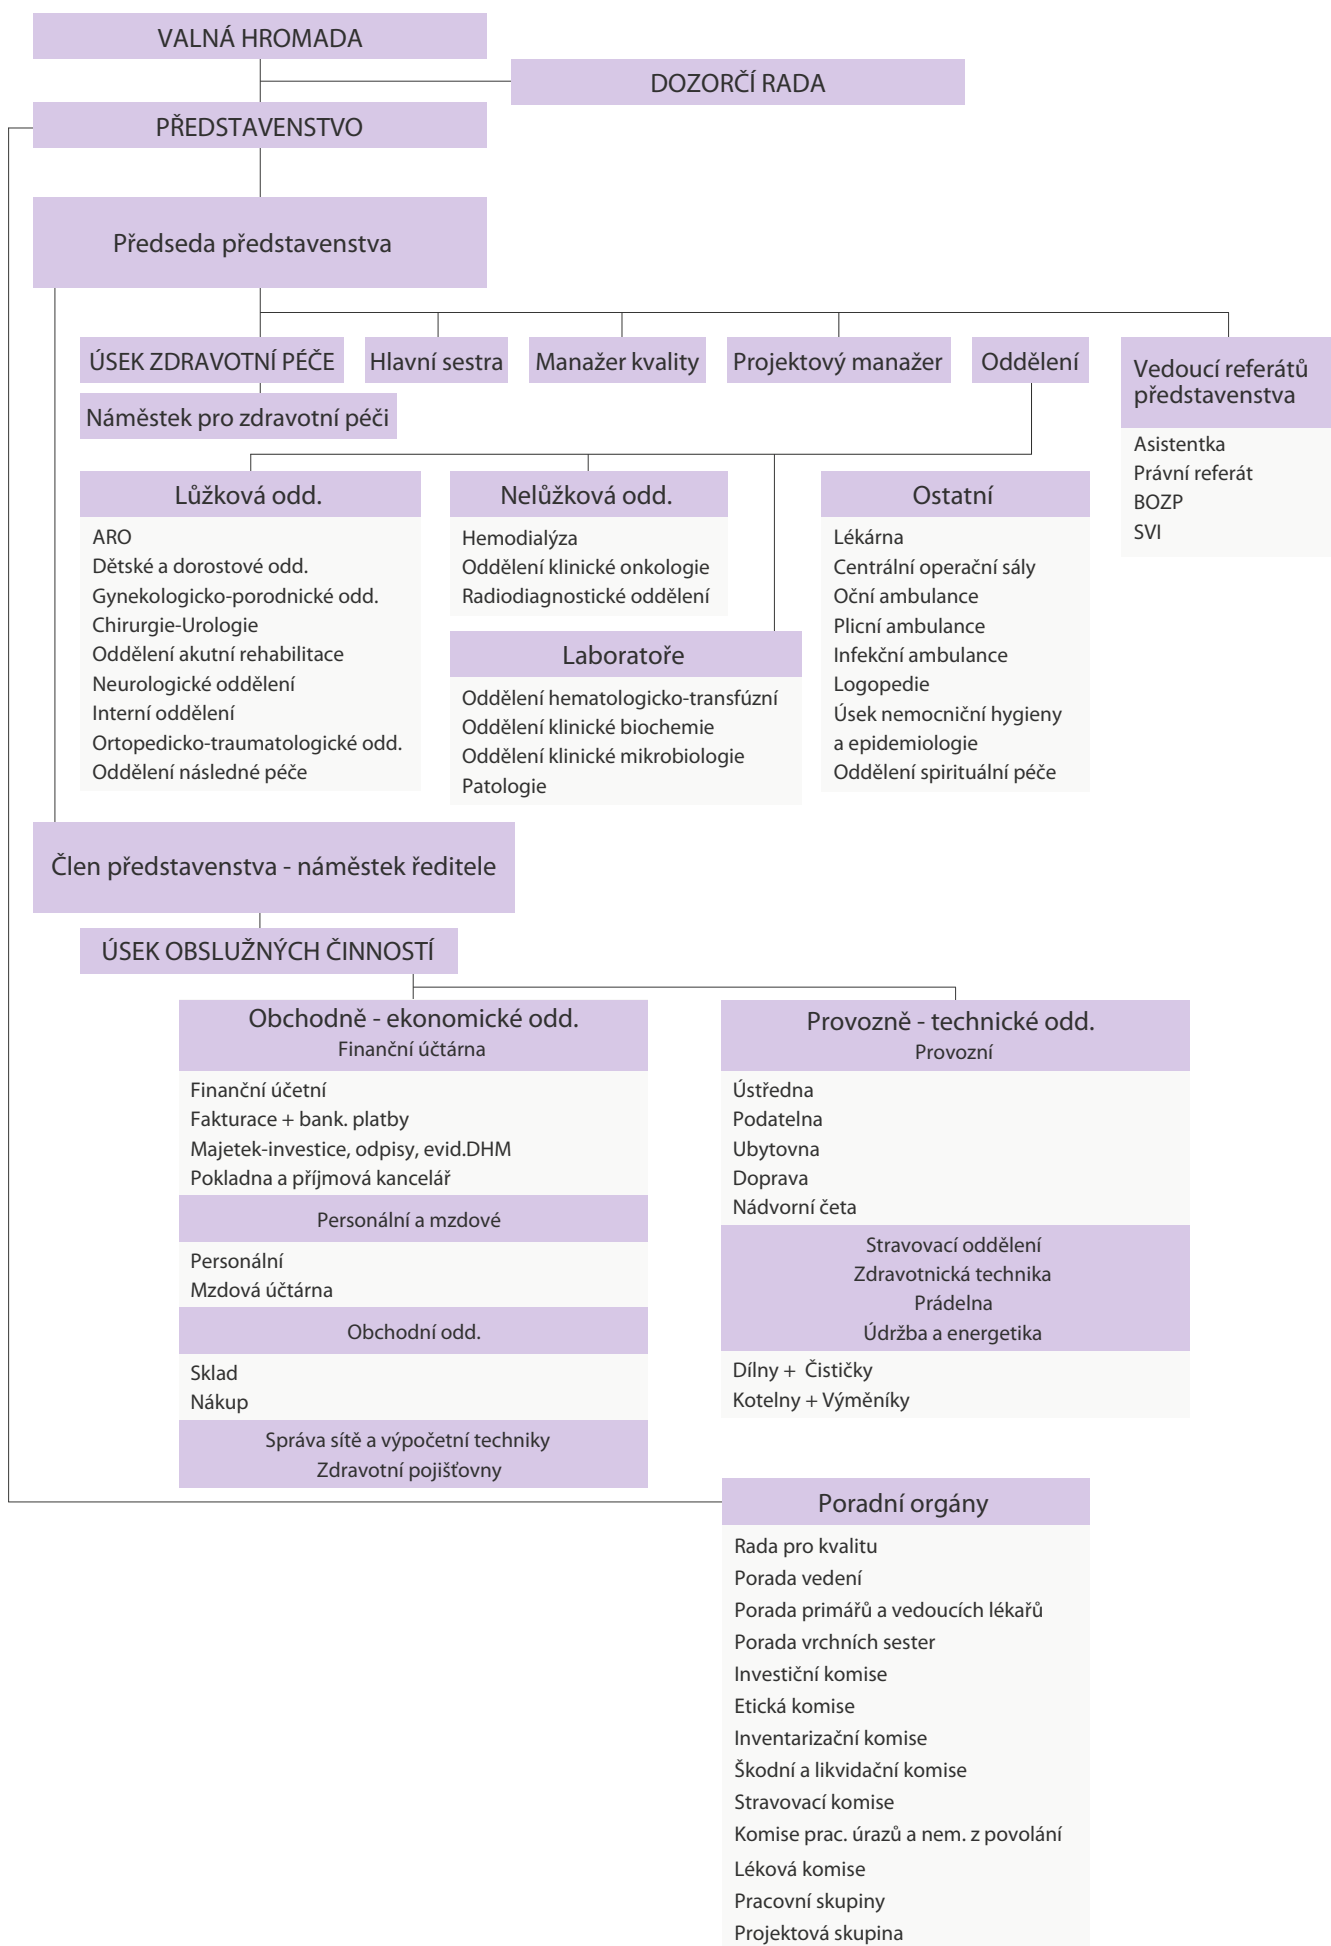 VALNÁ HROMADA
DOZORČÍ RADA
PŘEDSTAVENSTVO
Předseda představenstva
ÚSEK ZDRAVOTNÍ PÉČE
Hlavní sestra
Manažer kvality
Projektový manažer
Oddělení
Vedoucí referátů
představenstva
Asistentka
Právní referát
BOZP
SVI
Náměstek pro zdravotní péči
Lůžková odd.
ARO
Dětské a dorostové odd.
Gynekologicko-porodnické odd.
Chirurgie-Urologie
Oddělení akutní rehabilitace
Neurologické oddělení
Interní oddělení
Ortopedicko-traumatologické odd.
Oddělení následné péče
Nelůžková odd.
Hemodialýza
Oddělení klinické onkologie
Radiodiagnostické oddělení
Laboratoře
Oddělení hematologicko-transfúzní
Oddělení klinické biochemie
Oddělení klinické mikrobiologie
Patologie
Ostatní
Lékárna
Centrální operační sály
Oční ambulance
Plicní ambulance
Infekční ambulance
Logopedie
Úsek nemocniční hygieny
a epidemiologie
Oddělení spirituální péče
Člen představenstva - náměstek ředitele
ÚSEK OBSLUŽNÝCH ČINNOSTÍ
Obchodně - ekonomické odd.
Finanční účtárna
Finanční účetní
Fakturace + bank. platby
Majetek-investice, odpisy, evid.DHM
Pokladna a příjmová kancelář
Personální a mzdové
Personální
Mzdová účtárna
Obchodní odd.
Sklad
Nákup
Správa sítě a výpočetní techniky
Zdravotní pojišťovny
Provozně - technické odd.
Provozní
Ústředna
Podatelna
Ubytovna
Doprava
Nádvorní četa
Stravovací oddělení
Zdravotnická technika
Prádelna
Údržba a energetika
Dílny + Čističky
Kotelny + Výměníky
Poradní orgány
Rada pro kvalitu
Porada vedení
Porada primářů a vedoucích lékařů
Porada vrchních sester
Investiční komise
Etická komise
Inventarizační komise
Škodní a likvidační komise
Stravovací komise
Komise prac. úrazů a nem. z povolání
Léková komise
Pracovní skupiny
Projektová skupina